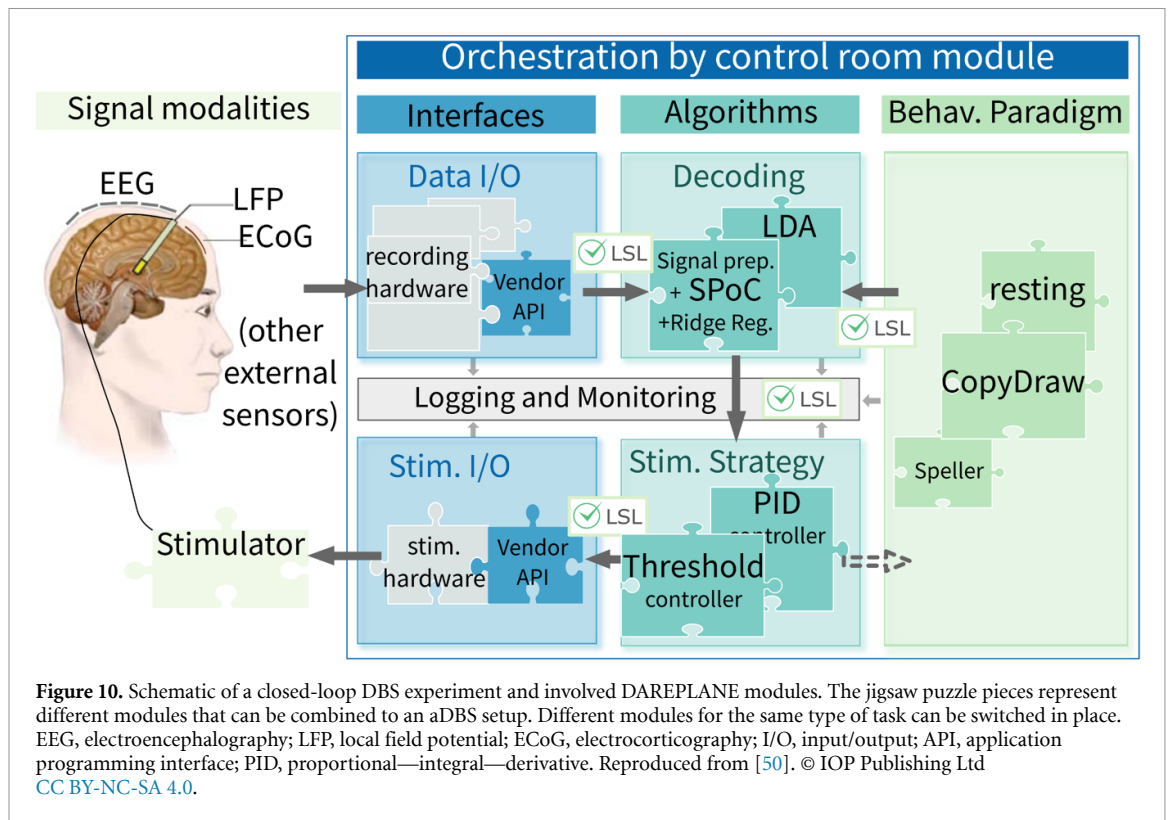 Orchestration by control room module
Signal modalities
Interfaces
Algorithms
Behav. Paradigm
EEG
LFP
ECoG
(other
external
sensors)
Data I/O
recording
hardware
Vendor
API
LSL
Decoding
LDA
Signal prep.
+ SPoC
+Ridge Reg.
LSL
resting
CopyDraw
Speller
Logging and Monitoring
LSL
Stim. I/O
stim.
hardware
Vendor
API
LSL
Stim. Strategy
PID
controller
Threshold
controller
Stimulator
Figure 10. Schematic of a closed-loop DBS experiment and involved DAREPLANE modules. The jigsaw puzzle pieces represent
different modules that can be combined to an aDBS setup. Different modules for the same type of task can be switched in place.
EEG, electroencephalography; LFP, local field potential; ECoG, electrocorticography; I/O, input/output; API, application
programming interface; PID, proportional—integral—derivative. Reproduced from [50]. © IOP Publishing Ltd
CC BY-NC-SA 4.0.